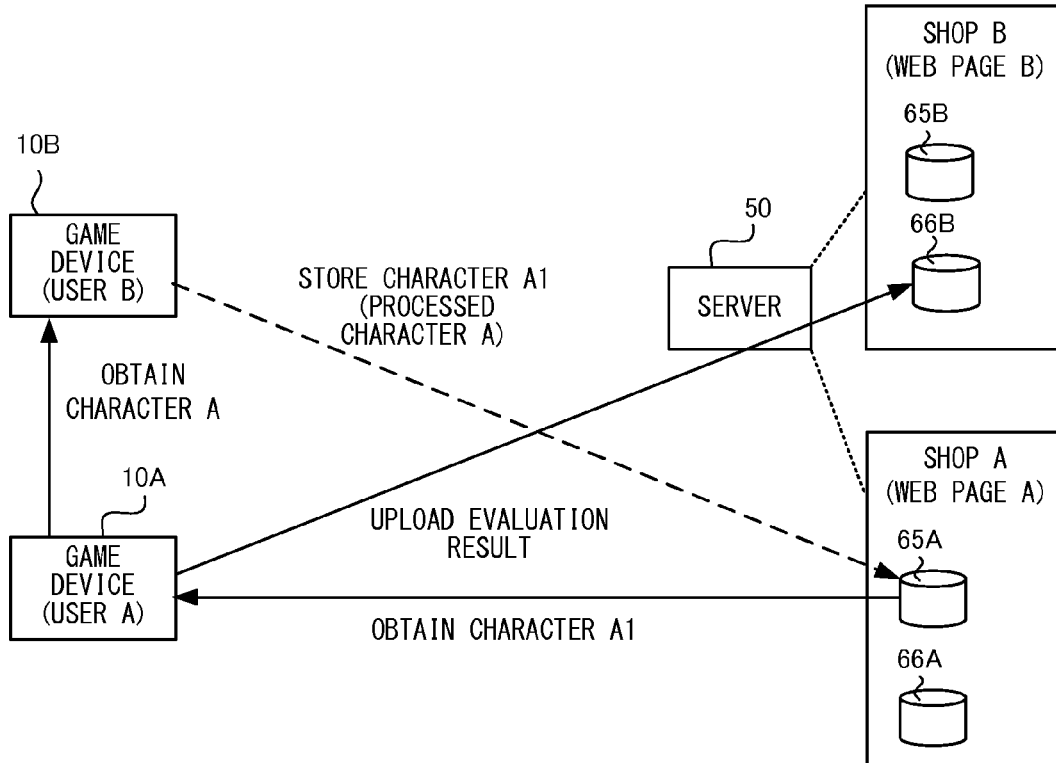 SHOP B
(WEB PAGE B)
65B
66B
10B
GAME
DEVICE
(USER B)
50
SERVER
STORE CHARACTER A1
(PROCESSED
CHARACTER A)
OBTAIN
CHARACTER A
10A
GAME
DEVICE
(USER A)
UPLOAD EVALUATION
RESULT
OBTAIN CHARACTER A1
SHOP A
(WEB PAGE A)
65A
66A